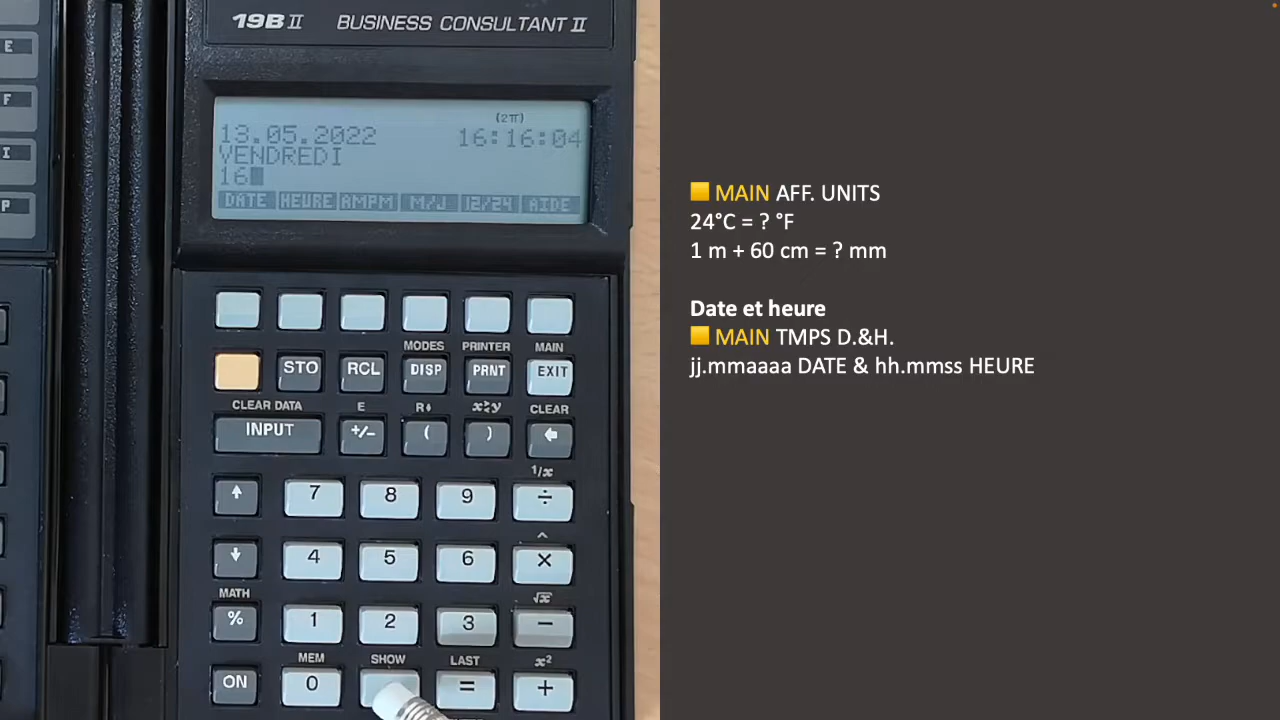 19B II BUSINESS CONSULTANT II
(2π)
13.05.2022 16:16:04
VENDREDI
16
DATE HEURE AMPM M/J 12/24 AIDE
E
F
I
P
MODES PRINTER MAIN
STO RCL DISP PRNT EXIT
CLEAR DATA E R↓ x≷y CLEAR
INPUT +/− ( ) ←
1/x
↑ 7 8 9 ÷
^
↓ 4 5 6 ×
MATH √x
% 1 2 3 −
MEM SHOW LAST x²
ON 0 = +
MAIN AFF. UNITS
24°C = ? °F
1 m + 60 cm = ? mm
Date et heure
MAIN TMPS D.&H.
jj.mmaaaa DATE & hh.mmss HEURE